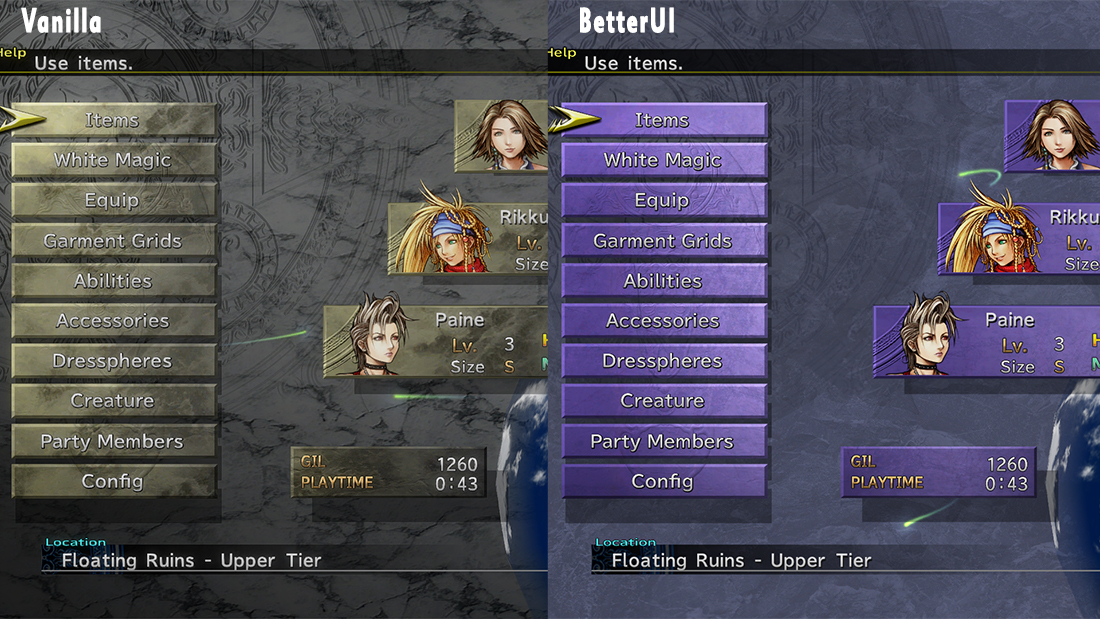 Vanilla
Help
Use items.
Items
White Magic
Equip
Garment Grids
Abilities
Accessories
Dresspheres
Creature
Party Members
Config
Rikku
Lv.
Size
Paine
Lv. 3 H
Size S
GIL 1260
PLAYTIME 0:43
Location
Floating Ruins - Upper Tier
BetterUI
Help
Use items.
Items
White Magic
Equip
Garment Grids
Abilities
Accessories
Dresspheres
Creature
Party Members
Config
Rikku
Lv.
Size
Paine
Lv. 3 H
Size S
GIL 1260
PLAYTIME 0:43
Location
Floating Ruins - Upper Tier